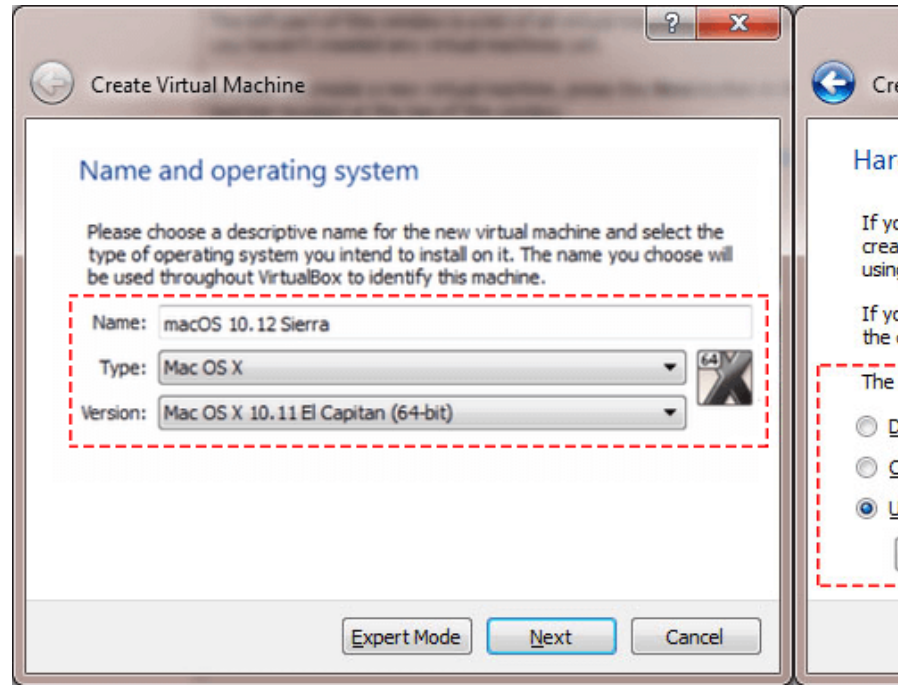 Create Virtual Machine
Name and operating system
Please choose a descriptive name for the new virtual machine and select the
type of operating system you intend to install on it. The name you choose will
be used throughout VirtualBox to identify this machine.
Name: macOS 10.12 Sierra
Type: Mac OS X
64
X
Version: Mac OS X 10.11 El Capitan (64-bit)
Expert Mode Next Cancel
Cre
Har
If yo
crea
using
If yo
the
The